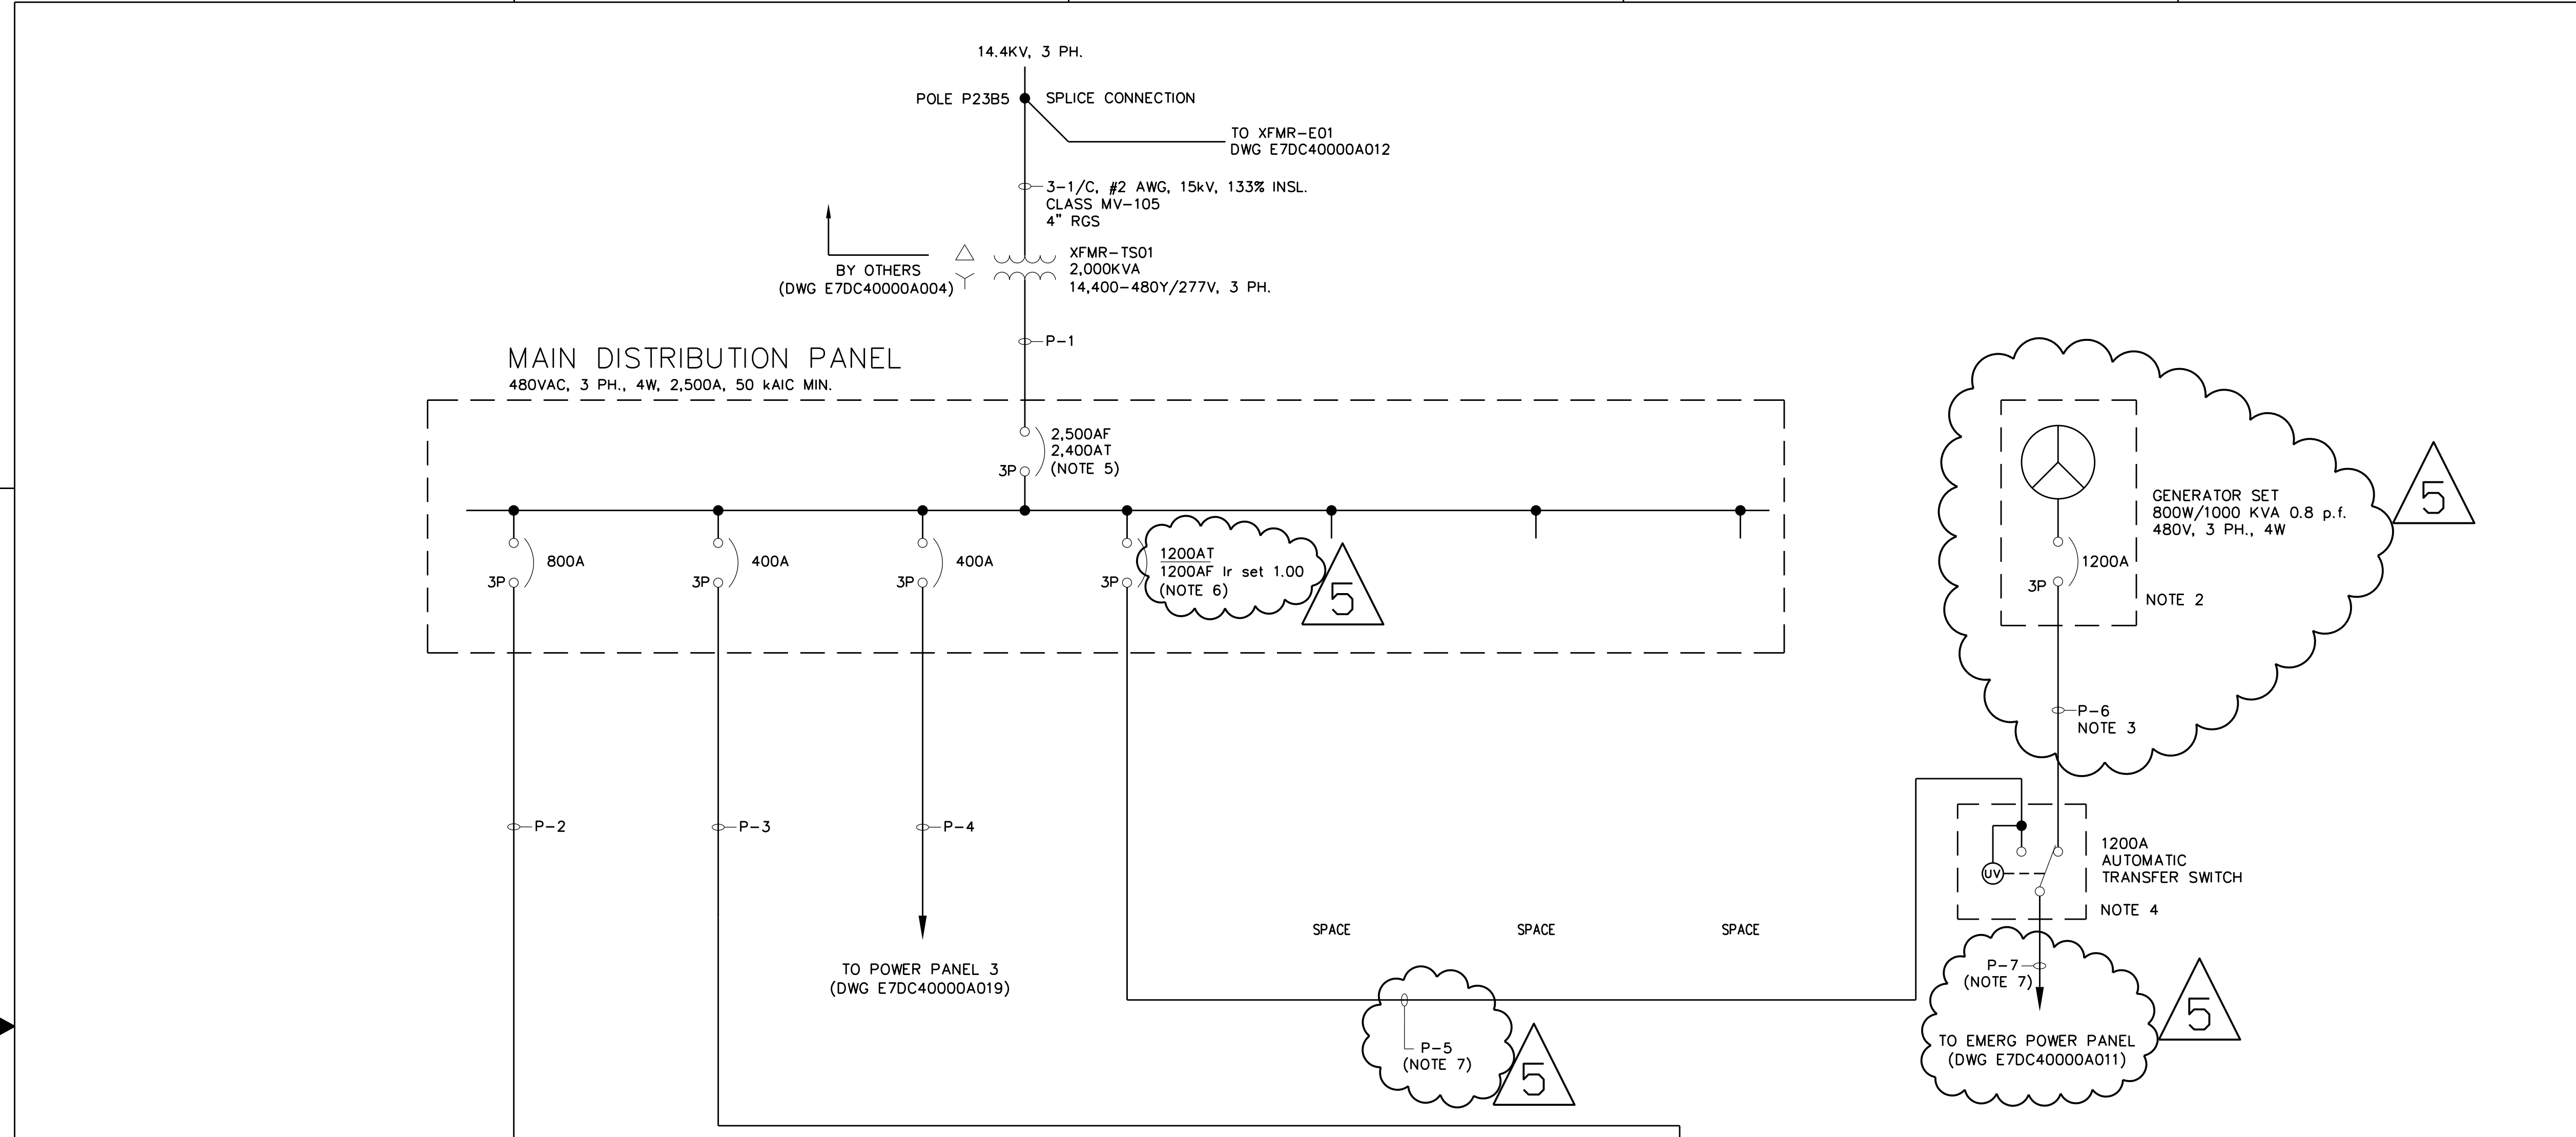 14.4KV, 3 PH.
POLE P23B5
SPLICE CONNECTION
TO XFMR-E01
DWG E7DC40000A012
3-1/C, #2 AWG, 15kV, 133% INSL.
CLASS MV-105
4" RGS
BY OTHERS
(DWG E7DC40000A004)
XFMR-TS01
2,000KVA
14,400-480Y/277V, 3 PH.
P-1
MAIN DISTRIBUTION PANEL
480VAC, 3 PH., 4W, 2,500A, 50 kAIC MIN.
2,500AF
2,400AT
(NOTE 5)
3P
800A
3P
400A
3P
400A
3P
1200AT
1200AF Ir set 1.00
(NOTE 6)
3P
5
GENERATOR SET
800W/1000 KVA 0.8 p.f.
480V, 3 PH., 4W
1200A
3P
NOTE 2
5
P-6
NOTE 3
P-2
P-3
P-4
UV
1200A
AUTOMATIC
TRANSFER SWITCH
NOTE 4
SPACE
SPACE
SPACE
TO POWER PANEL 3
(DWG E7DC40000A019)
P-7
(NOTE 7)
TO EMERG POWER PANEL
(DWG E7DC40000A011)
5
P-5
(NOTE 7)
5